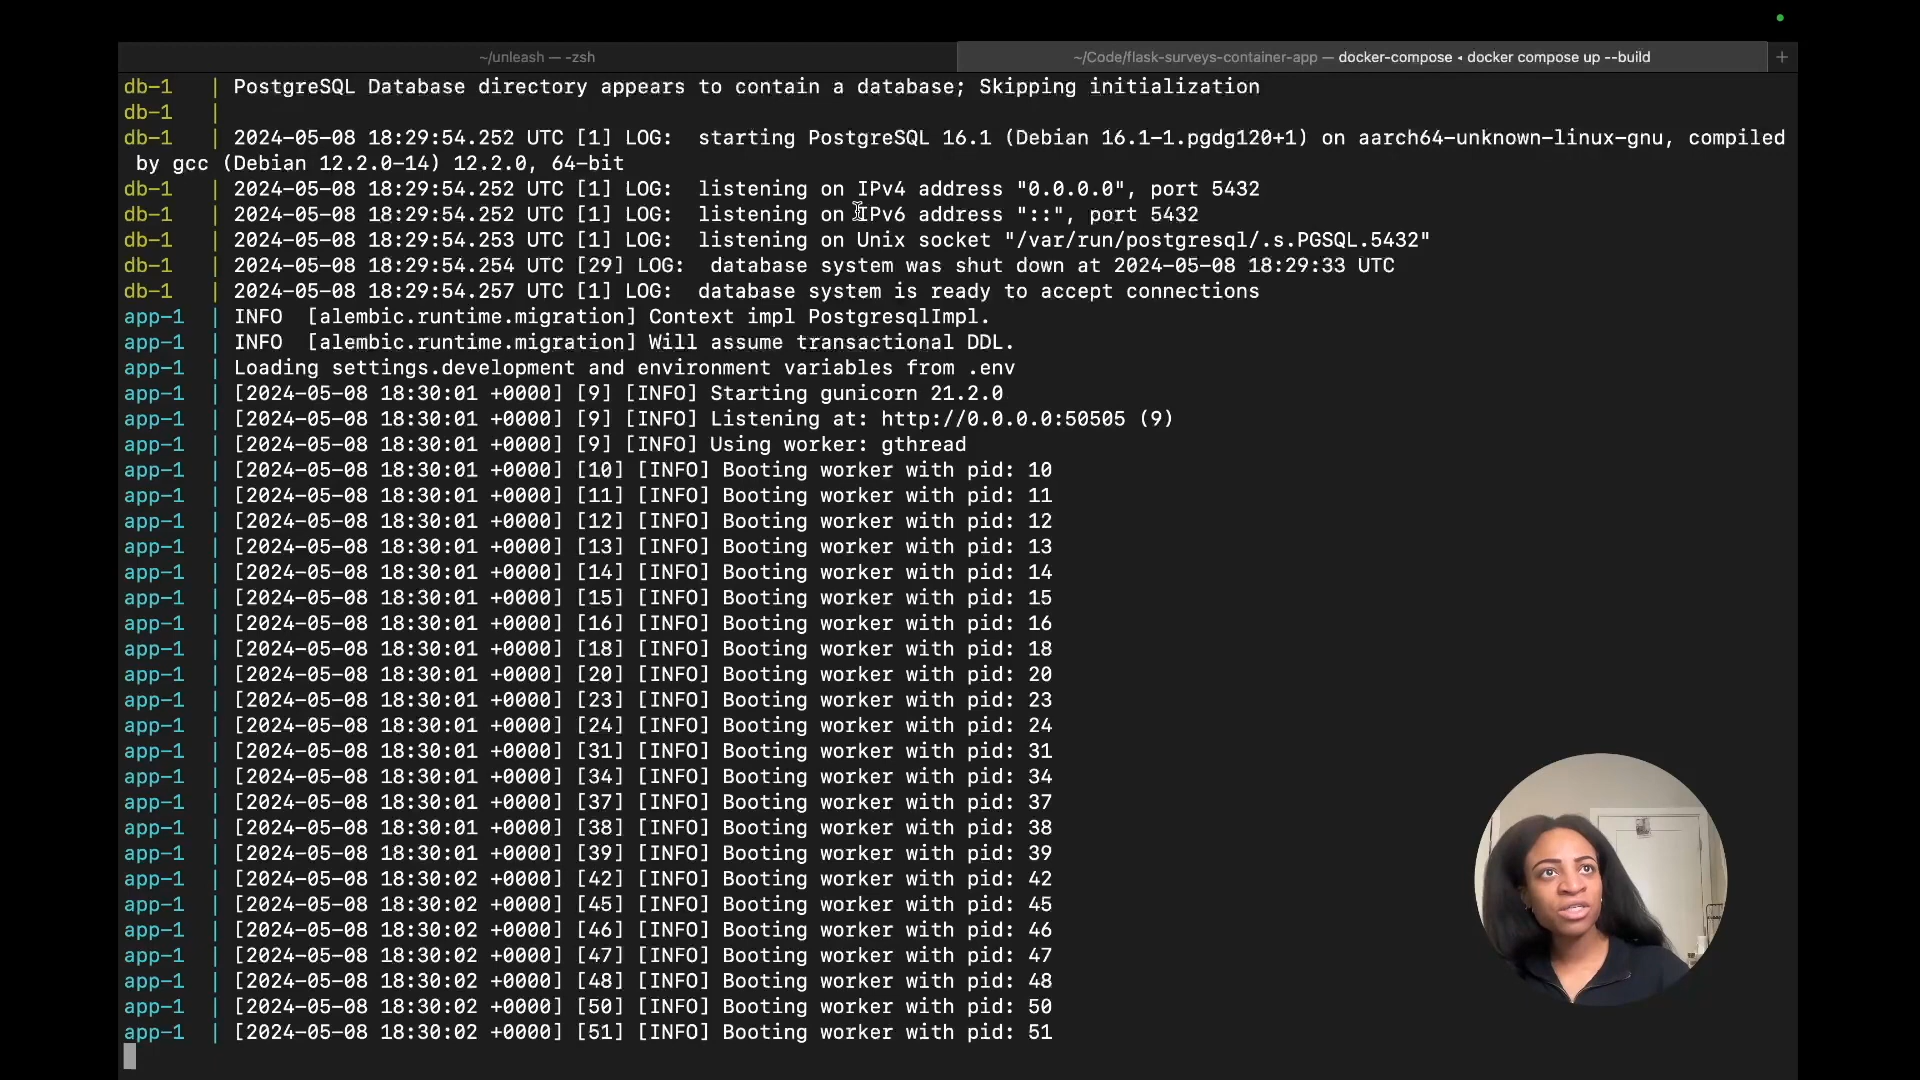 ~/unleash — -zsh
~/Code/flask-surveys-container-app — docker-compose ◂ docker compose up --build
+
db-1   | PostgreSQL Database directory appears to contain a database; Skipping initialization
db-1   |
db-1   | 2024-05-08 18:29:54.252 UTC [1] LOG:  starting PostgreSQL 16.1 (Debian 16.1-1.pgdg120+1) on aarch64-unknown-linux-gnu, compiled
 by gcc (Debian 12.2.0-14) 12.2.0, 64-bit
db-1   | 2024-05-08 18:29:54.252 UTC [1] LOG:  listening on IPv4 address "0.0.0.0", port 5432
db-1   | 2024-05-08 18:29:54.252 UTC [1] LOG:  listening on IPv6 address "::", port 5432
db-1   | 2024-05-08 18:29:54.253 UTC [1] LOG:  listening on Unix socket "/var/run/postgresql/.s.PGSQL.5432"
db-1   | 2024-05-08 18:29:54.254 UTC [29] LOG:  database system was shut down at 2024-05-08 18:29:33 UTC
db-1   | 2024-05-08 18:29:54.257 UTC [1] LOG:  database system is ready to accept connections
app-1  | INFO  [alembic.runtime.migration] Context impl PostgresqlImpl.
app-1  | INFO  [alembic.runtime.migration] Will assume transactional DDL.
app-1  | Loading settings.development and environment variables from .env
app-1  | [2024-05-08 18:30:01 +0000] [9] [INFO] Starting gunicorn 21.2.0
app-1  | [2024-05-08 18:30:01 +0000] [9] [INFO] Listening at: http://0.0.0.0:50505 (9)
app-1  | [2024-05-08 18:30:01 +0000] [9] [INFO] Using worker: gthread
app-1  | [2024-05-08 18:30:01 +0000] [10] [INFO] Booting worker with pid: 10
app-1  | [2024-05-08 18:30:01 +0000] [11] [INFO] Booting worker with pid: 11
app-1  | [2024-05-08 18:30:01 +0000] [12] [INFO] Booting worker with pid: 12
app-1  | [2024-05-08 18:30:01 +0000] [13] [INFO] Booting worker with pid: 13
app-1  | [2024-05-08 18:30:01 +0000] [14] [INFO] Booting worker with pid: 14
app-1  | [2024-05-08 18:30:01 +0000] [15] [INFO] Booting worker with pid: 15
app-1  | [2024-05-08 18:30:01 +0000] [16] [INFO] Booting worker with pid: 16
app-1  | [2024-05-08 18:30:01 +0000] [18] [INFO] Booting worker with pid: 18
app-1  | [2024-05-08 18:30:01 +0000] [20] [INFO] Booting worker with pid: 20
app-1  | [2024-05-08 18:30:01 +0000] [23] [INFO] Booting worker with pid: 23
app-1  | [2024-05-08 18:30:01 +0000] [24] [INFO] Booting worker with pid: 24
app-1  | [2024-05-08 18:30:01 +0000] [31] [INFO] Booting worker with pid: 31
app-1  | [2024-05-08 18:30:01 +0000] [34] [INFO] Booting worker with pid: 34
app-1  | [2024-05-08 18:30:01 +0000] [37] [INFO] Booting worker with pid: 37
app-1  | [2024-05-08 18:30:01 +0000] [38] [INFO] Booting worker with pid: 38
app-1  | [2024-05-08 18:30:01 +0000] [39] [INFO] Booting worker with pid: 39
app-1  | [2024-05-08 18:30:02 +0000] [42] [INFO] Booting worker with pid: 42
app-1  | [2024-05-08 18:30:02 +0000] [45] [INFO] Booting worker with pid: 45
app-1  | [2024-05-08 18:30:02 +0000] [46] [INFO] Booting worker with pid: 46
app-1  | [2024-05-08 18:30:02 +0000] [47] [INFO] Booting worker with pid: 47
app-1  | [2024-05-08 18:30:02 +0000] [48] [INFO] Booting worker with pid: 48
app-1  | [2024-05-08 18:30:02 +0000] [50] [INFO] Booting worker with pid: 50
app-1  | [2024-05-08 18:30:02 +0000] [51] [INFO] Booting worker with pid: 51